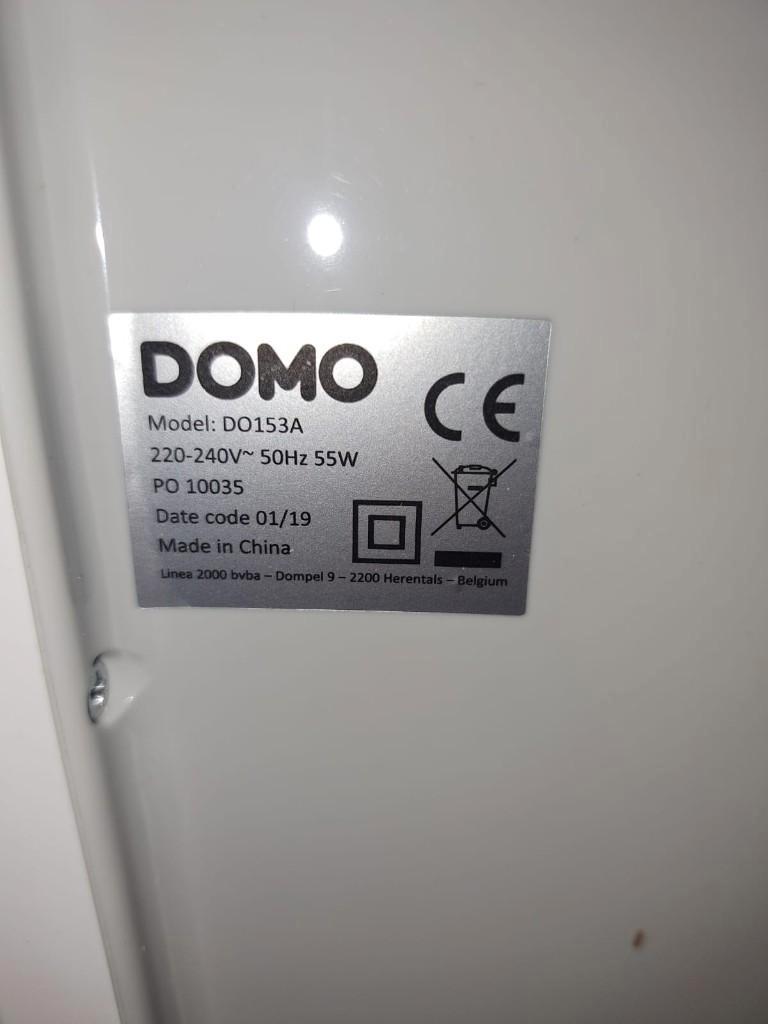 DOMO
CE
Model: DO153A
220-240V~ 50Hz 55W
PO 10035
Date code 01/19
Made in China
Linea 2000 bvba – Dompel 9 – 2200 Herentals – Belgium